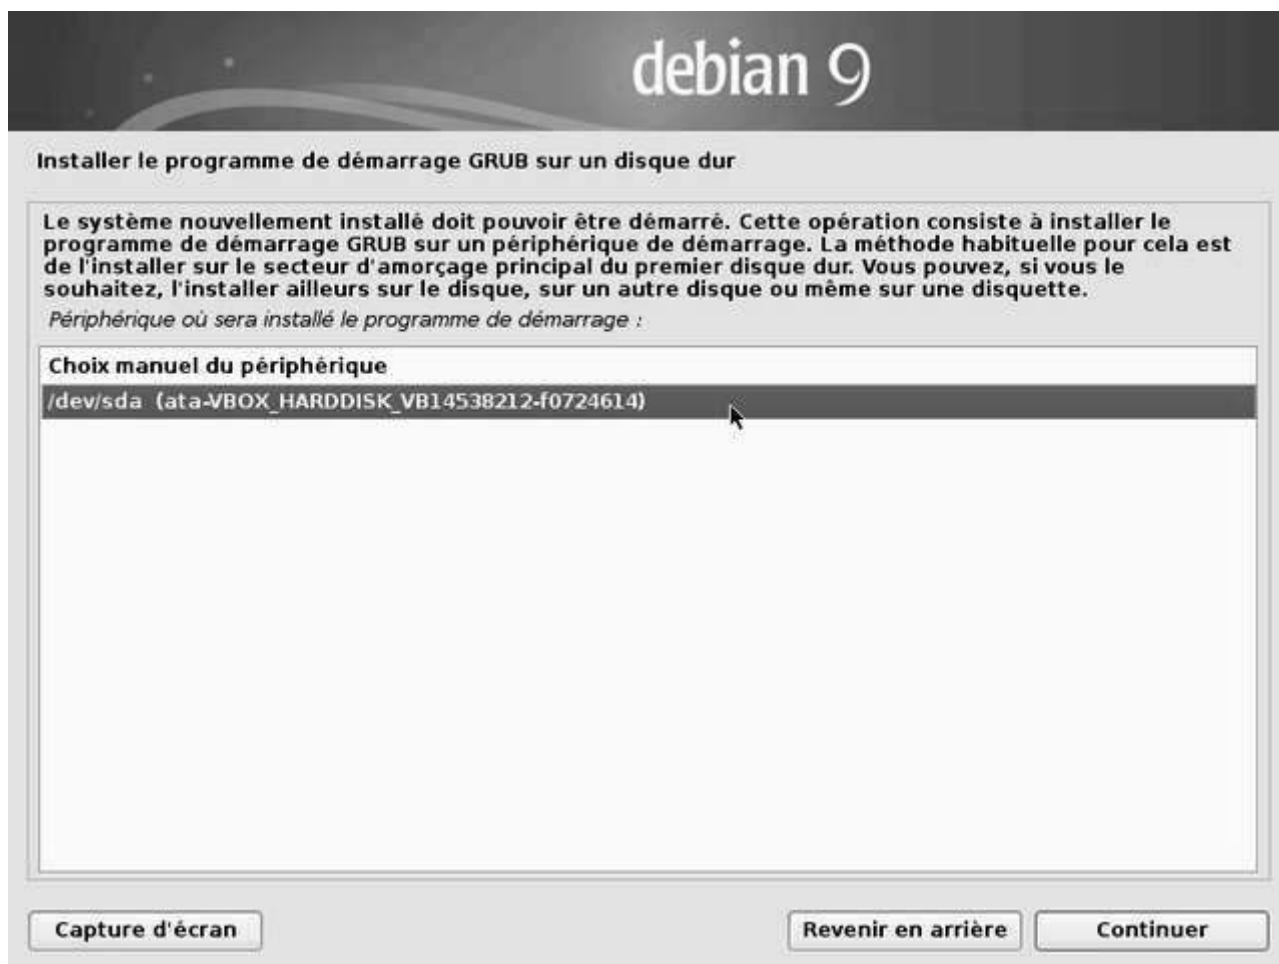 debian 9
Installer le programme de démarrage GRUB sur un disque dur
Le système nouvellement installé doit pouvoir être démarré. Cette opération consiste à installer le
programme de démarrage GRUB sur un périphérique de démarrage. La méthode habituelle pour cela est
de l'installer sur le secteur d'amorçage principal du premier disque dur. Vous pouvez, si vous le
souhaitez, l'installer ailleurs sur le disque, sur un autre disque ou même sur une disquette.
Périphérique où sera installé le programme de démarrage :
Choix manuel du périphérique
/dev/sda (ata-VBOX_HARDDISK_VB14538212-f0724614)
Capture d'écran
Revenir en arrière
Continuer